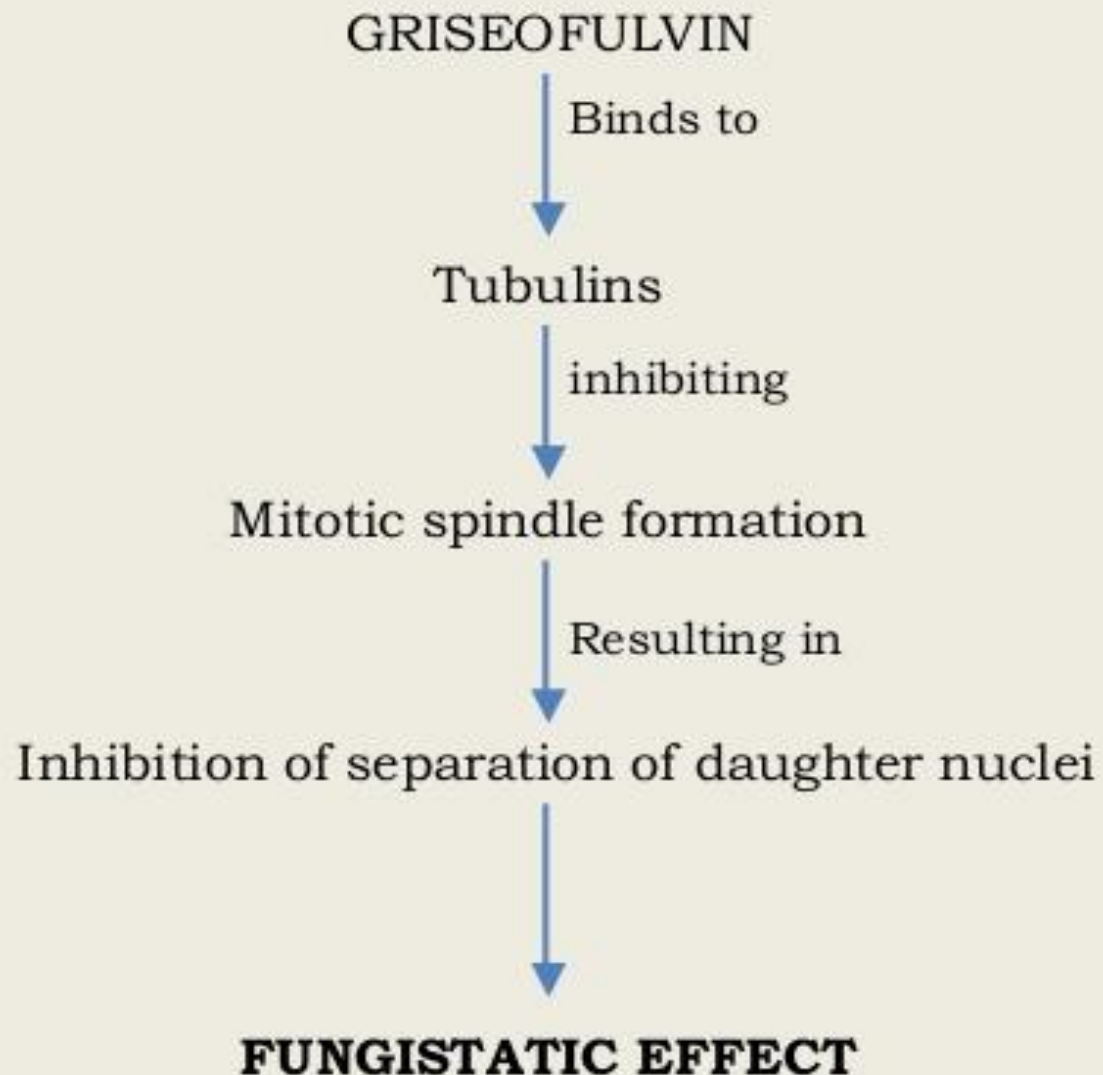 GRISEOFULVIN
Binds to
Tubulins
inhibiting
Mitotic spindle formation
Resulting in
Inhibition of separation of daughter nuclei
FUNGISTATIC EFFECT